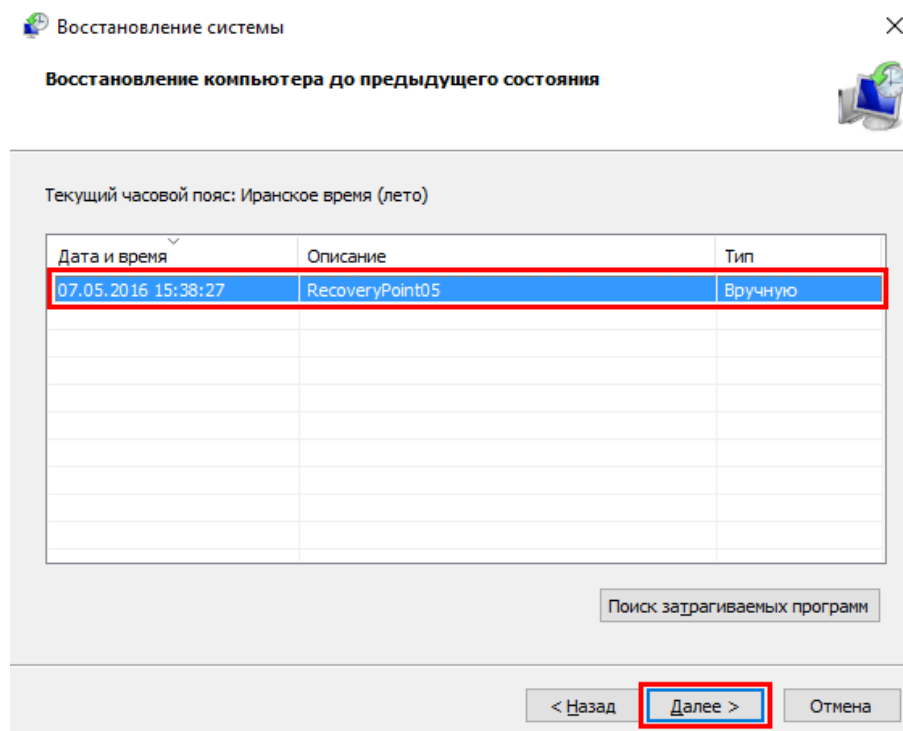 Восстановление системы
Восстановление компьютера до предыдущего состояния
Текущий часовой пояс: Иранское время (лето)
Дата и время Описание Тип
07.05.2016 15:38:27 RecoveryPoint05 Вручную
Поиск затрагиваемых программ
< Назад Далее > Отмена